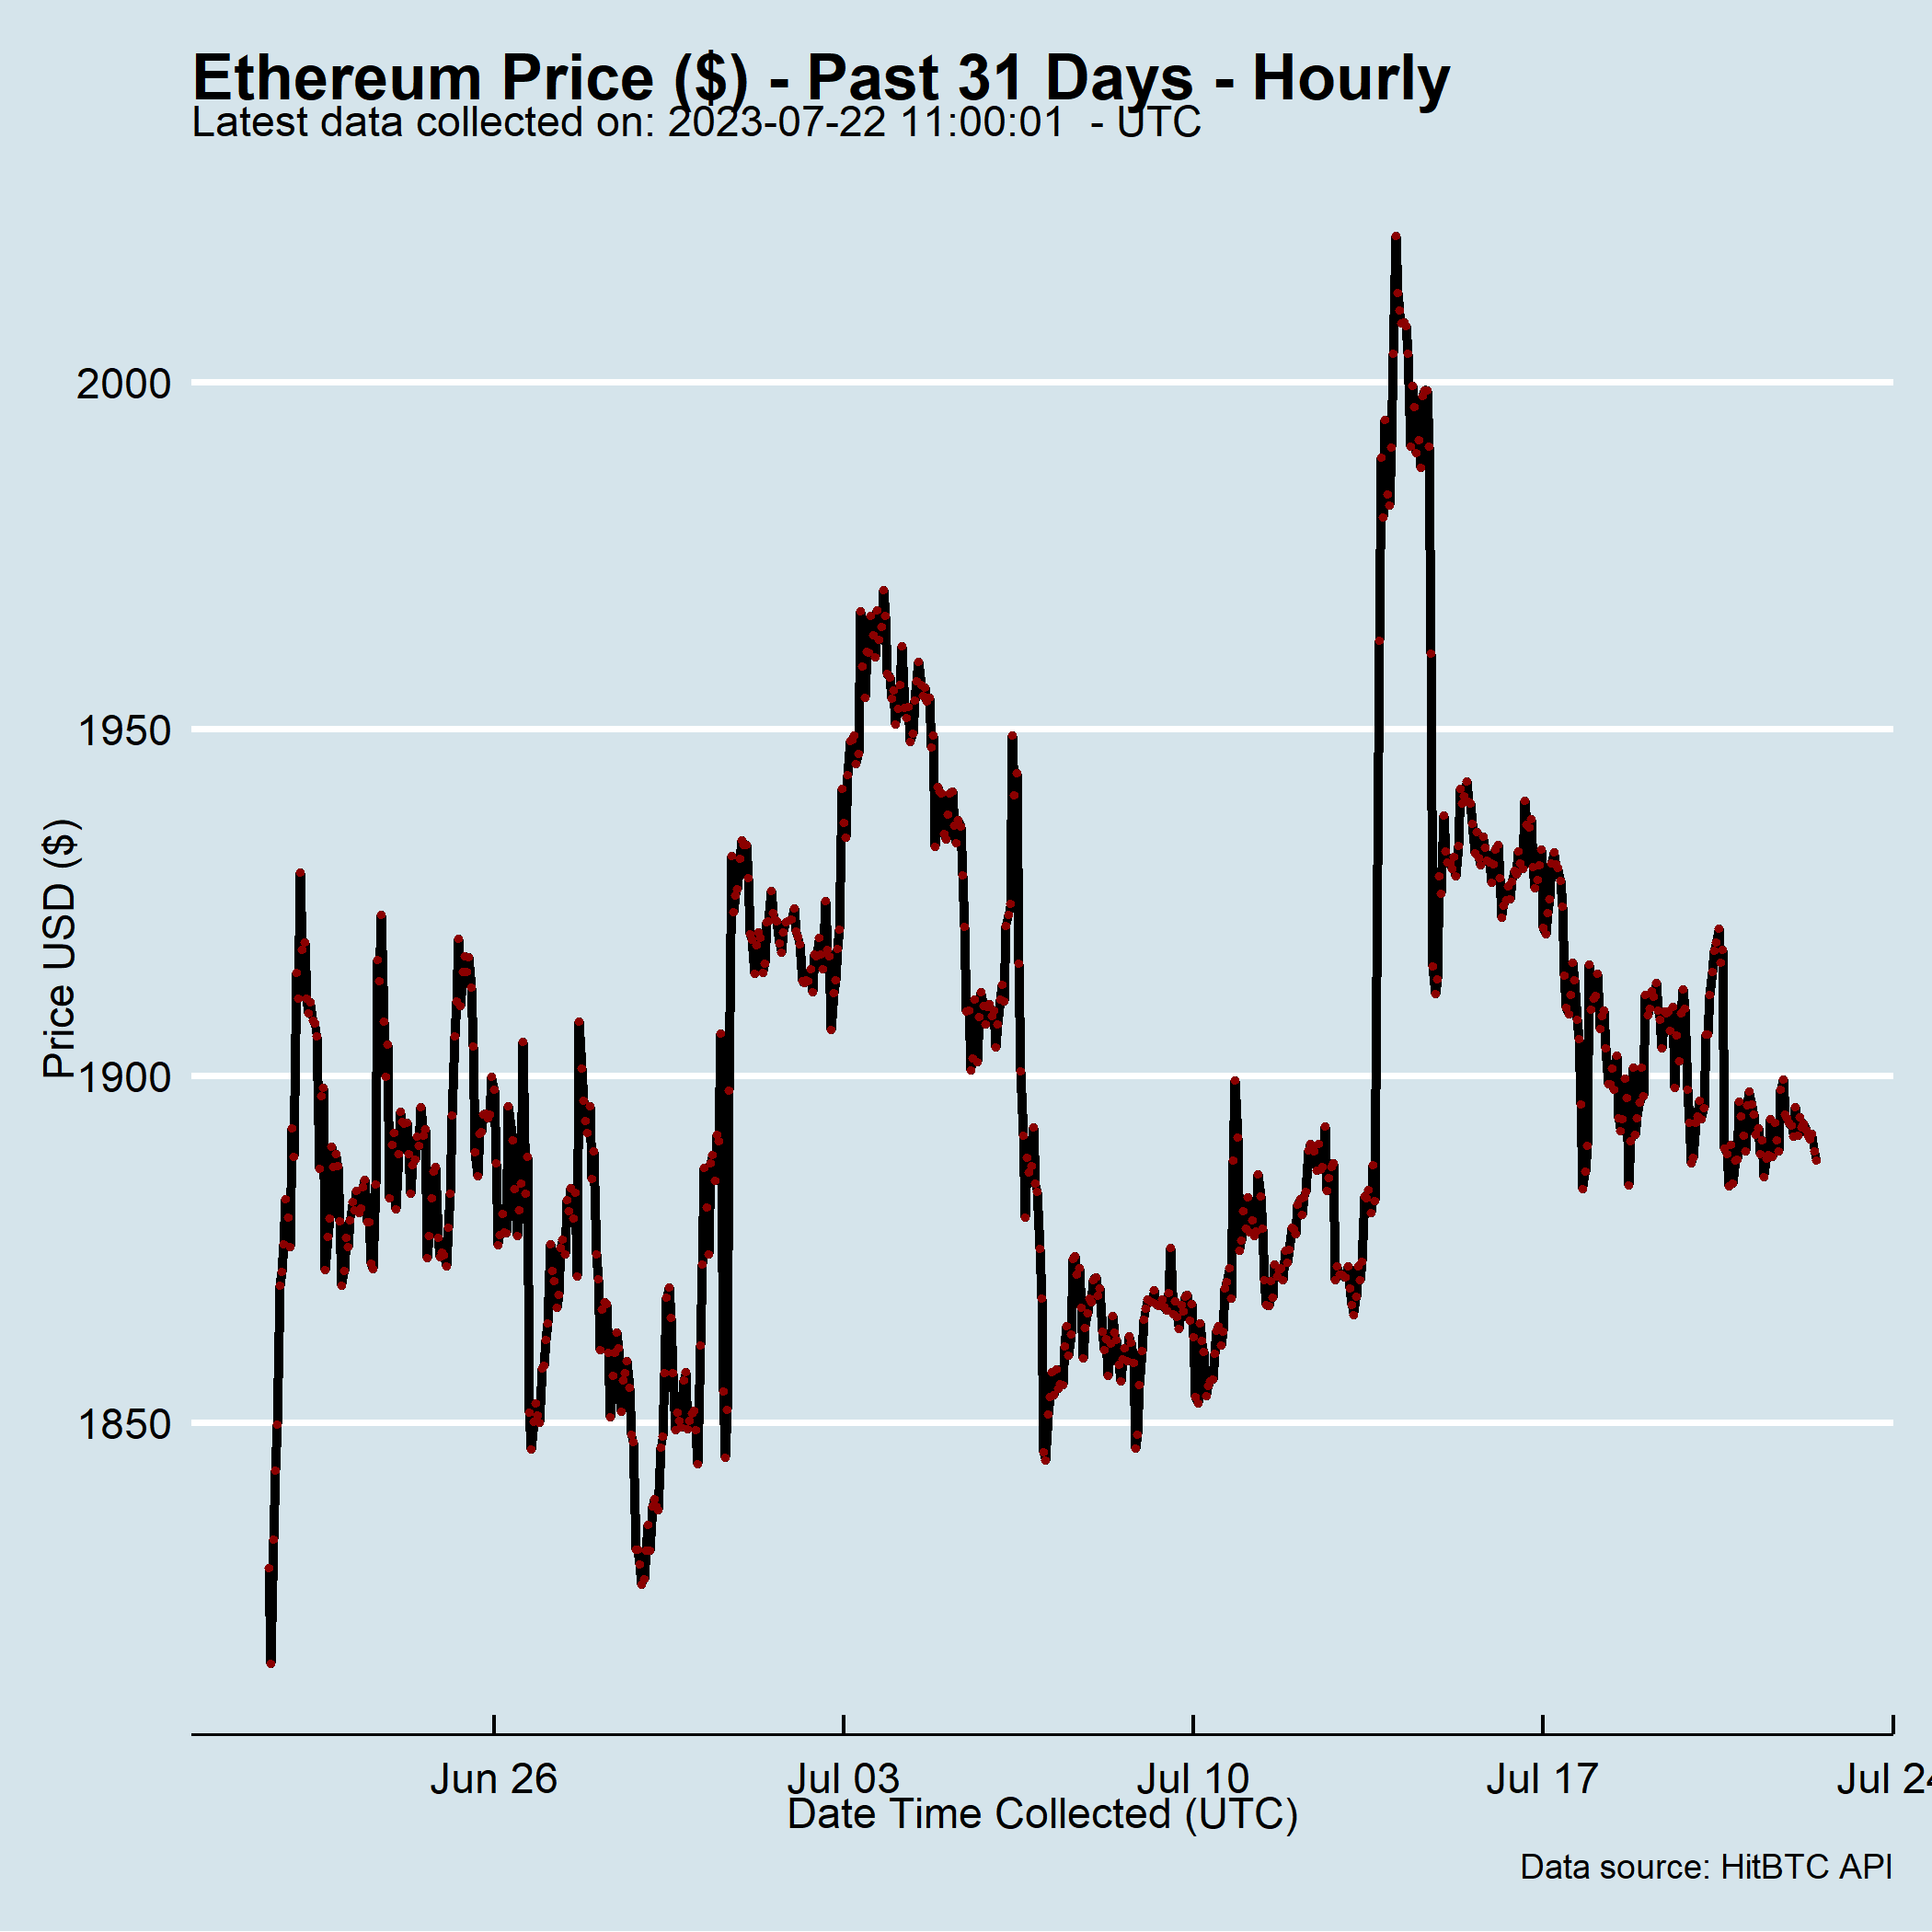 Ethereum Price ($) - Past 31 Days - Hourly
Latest data collected on: 2023-07-22 11:00:01  - UTC
Price USD ($)
2000
1950
1900
1850
Jun 26
Jul 03
Jul 10
Jul 17
Jul 24
Date Time Collected (UTC)
Data source: HitBTC API